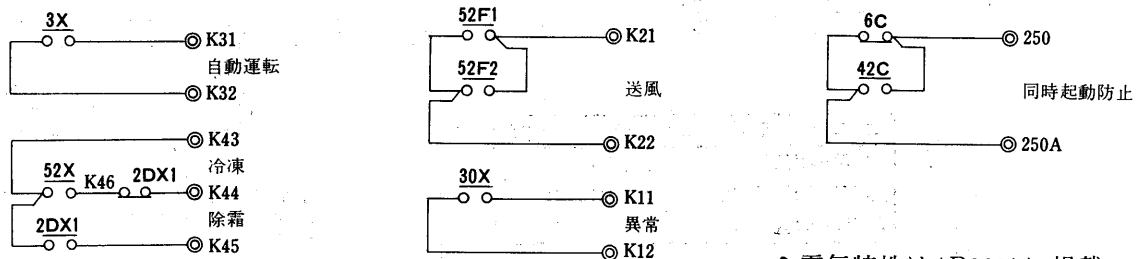 3X
K31
自動運転
K32
K43
冷凍
52X
K46
2DX1
K44
除霜
2DX1
K45
52F1
K21
52F2
送風
K22
30X
K11
異常
K12
6C
250
42C
同時起動防止
250A